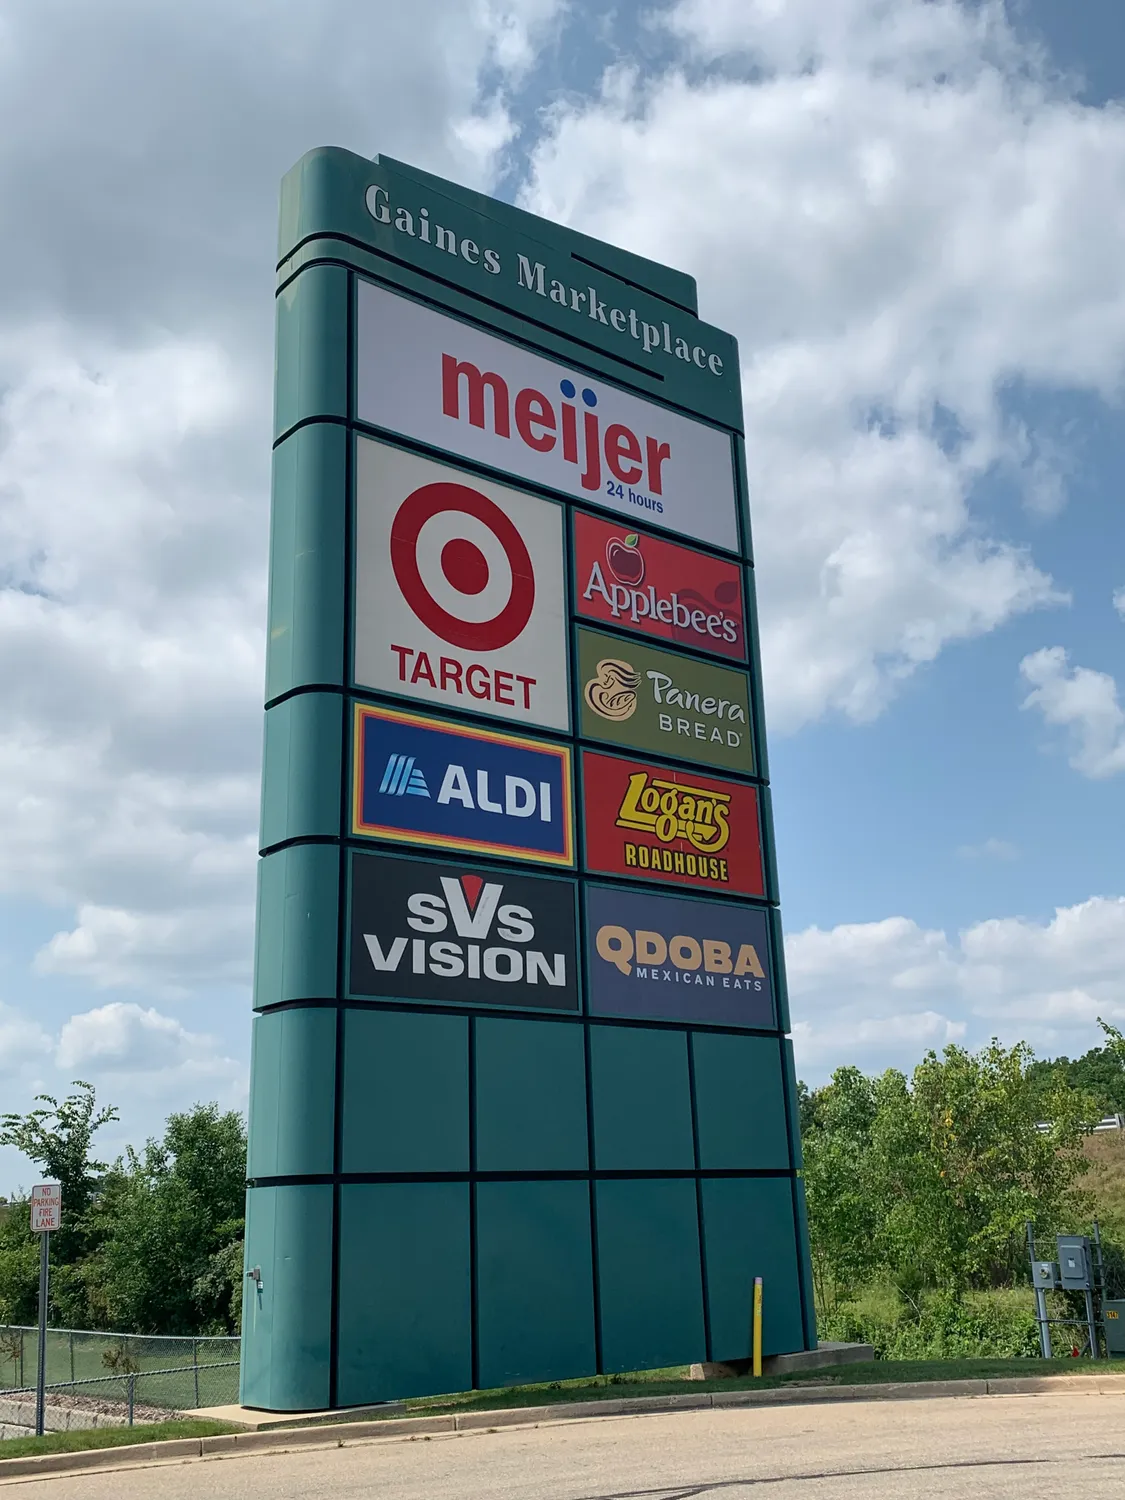 Gaines Marketplace
meijer
24 hours
TARGET
Applebee's
Panera
BREAD
ALDI
Logan's
ROADHOUSE
SVS
VISION
QDOBA
MEXICAN EATS
NO
PARKING
FIRE
LANE